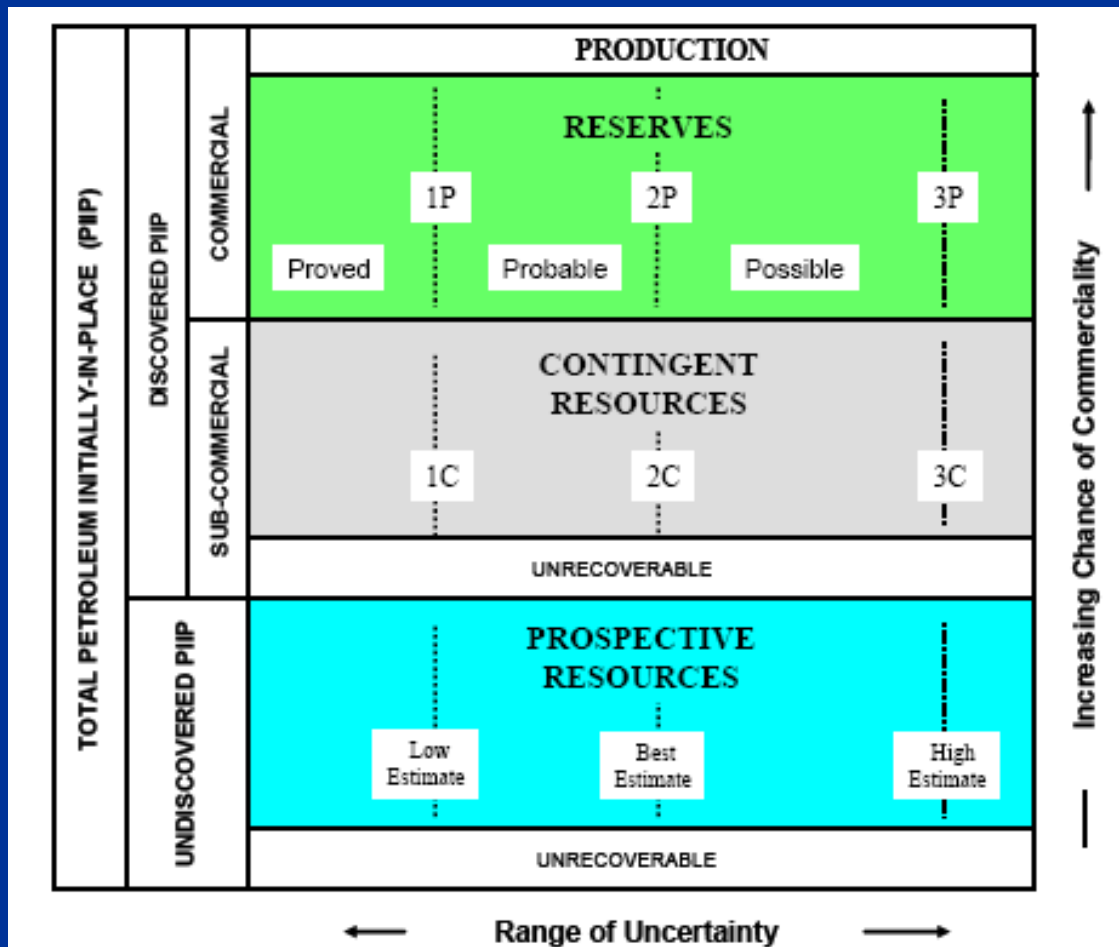 TOTAL PETROLEUM INITIALLY-IN-PLACE (PIIP)
DISCOVERED PIIP
UNDISCOVERED PIIP
COMMERCIAL
SUB-COMMERCIAL
PRODUCTION
RESERVES
1P
2P
3P
Proved
Probable
Possible
CONTINGENT
RESOURCES
1C
2C
3C
UNRECOVERABLE
PROSPECTIVE
RESOURCES
Low
Estimate
Best
Estimate
High
Estimate
UNRECOVERABLE
Increasing Chance of Commerciality
Range of Uncertainty